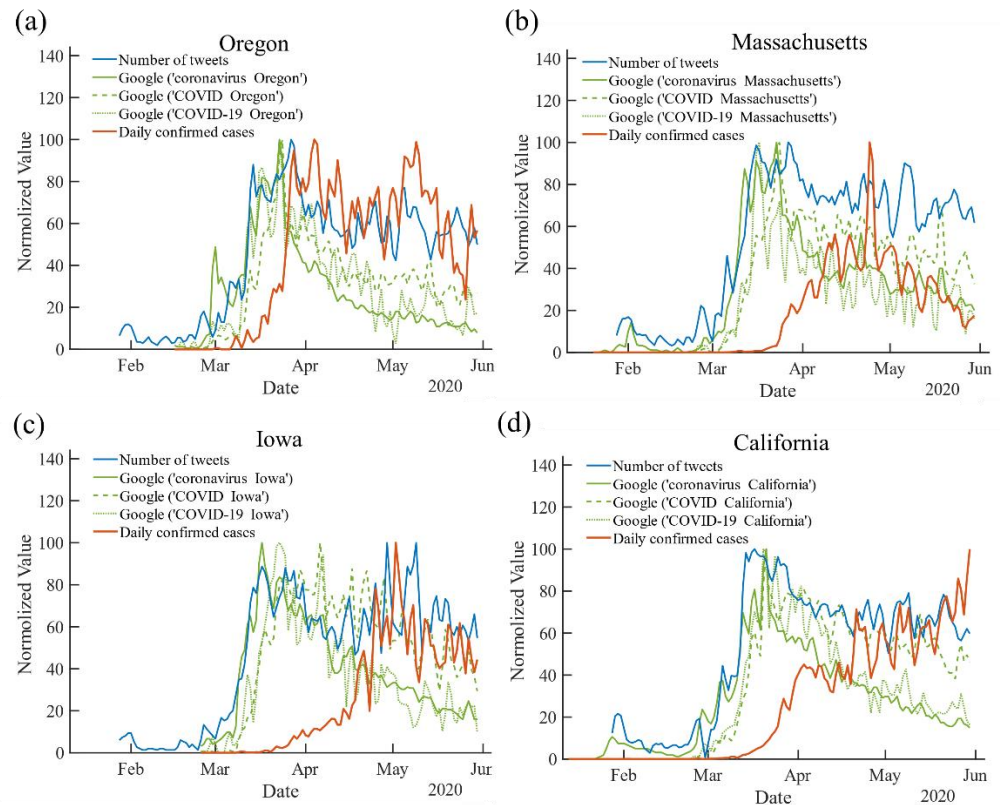 (a)
Oregon
140
120
100
80
60
40
20
0
Normolized Value
Number of tweets
Google ('coronavirus Oregon')
Google ('COVID Oregon')
Google ('COVID-19 Oregon')
Daily confirmed cases
Feb Mar Apr May Jun
Date 2020
(b)
Massachusetts
140
120
100
80
60
40
20
0
Normolized Value
Number of tweets
Google ('coronavirus Massachusetts')
Google ('COVID Massachusetts')
Google ('COVID-19 Massachusetts')
Daily confirmed cases
Feb Mar Apr May Jun
Date 2020
(c)
Iowa
140
120
100
80
60
40
20
0
Normolized Value
Number of tweets
Google ('coronavirus Iowa')
Google ('COVID Iowa')
Google ('COVID-19 Iowa')
Daily confirmed cases
Feb Mar Apr May Jur
Date 2020
(d)
California
140
120
100
80
60
40
20
0
Normolized Value
Number of tweets
Google ('coronavirus California')
Google ('COVID California')
Google ('COVID-19 California')
Daily confirmed cases
Feb Mar Apr May Jun
Date 2020